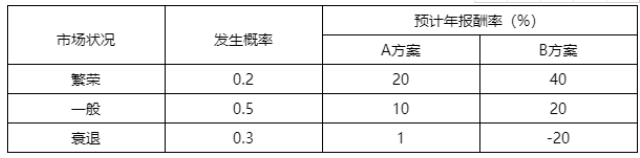 市场状况 发生概率 预计年报酬率（%）
A方案 B方案
繁荣 0.2 20 40
一般 0.5 10 20
衰退 0.3 1 -20